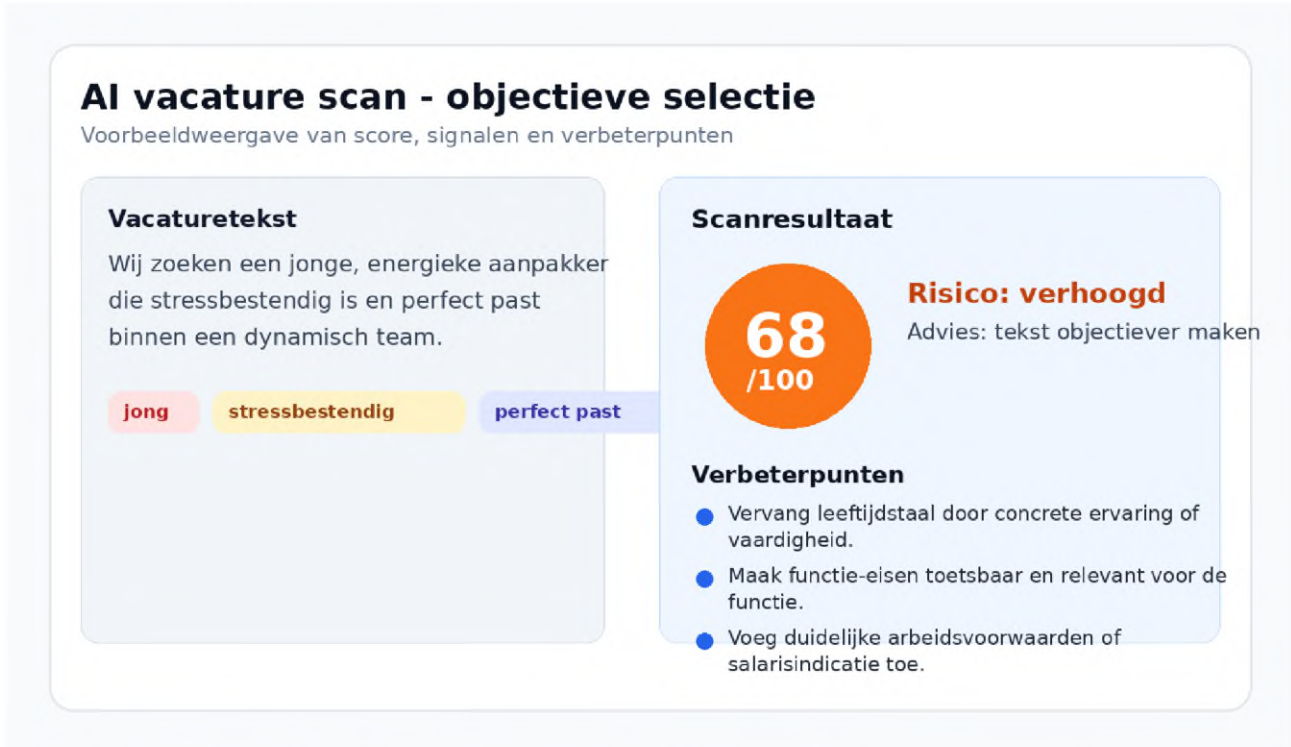 AI vacature scan - objectieve selectie
Voorbeeldweergave van score, signalen en verbeterpunten
Vacaturetekst
Wij zoeken een jonge, energieke aanpakker
die stressbestendig is en perfect past
binnen een dynamisch team.
jong
stressbestendig
perfect past
Scanresultaat
68
/100
Risico: verhoogd
Advies: tekst objectiever maken
Verbeterpunten
Vervang leeftijdstaal door concrete ervaring of
vaardigheid.
Maak functie-eisen toetsbaar en relevant voor de
functie.
Voeg duidelijke arbeidsvoorwaarden of
salarisindicatie toe.